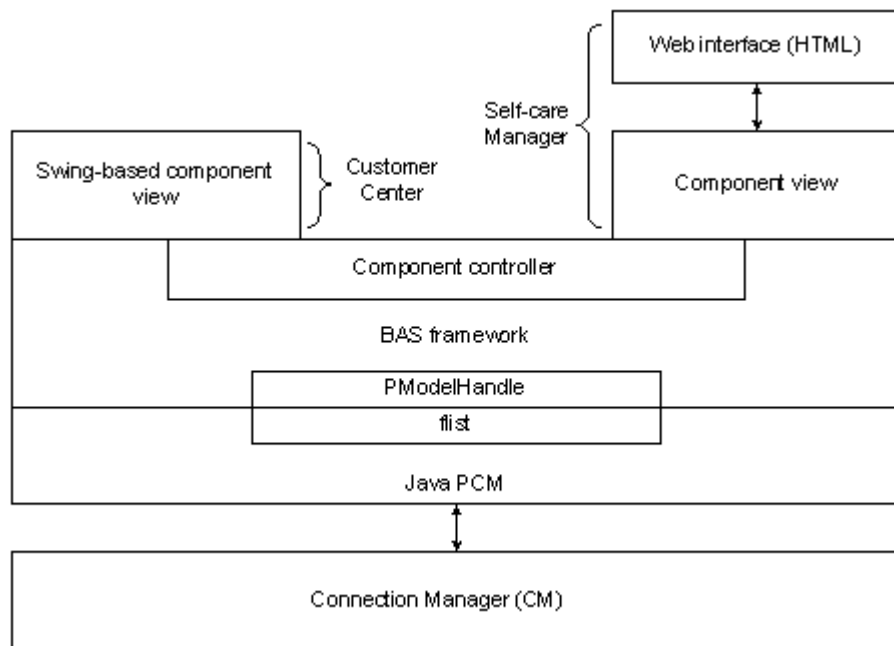 Web interface (HTML)
Self-care
Manager
Swing-based component
view
Customer
Center
Component view
Component controller
BAS framework
PModelHandle
flist
Java PCM
Connection Manager (CM)